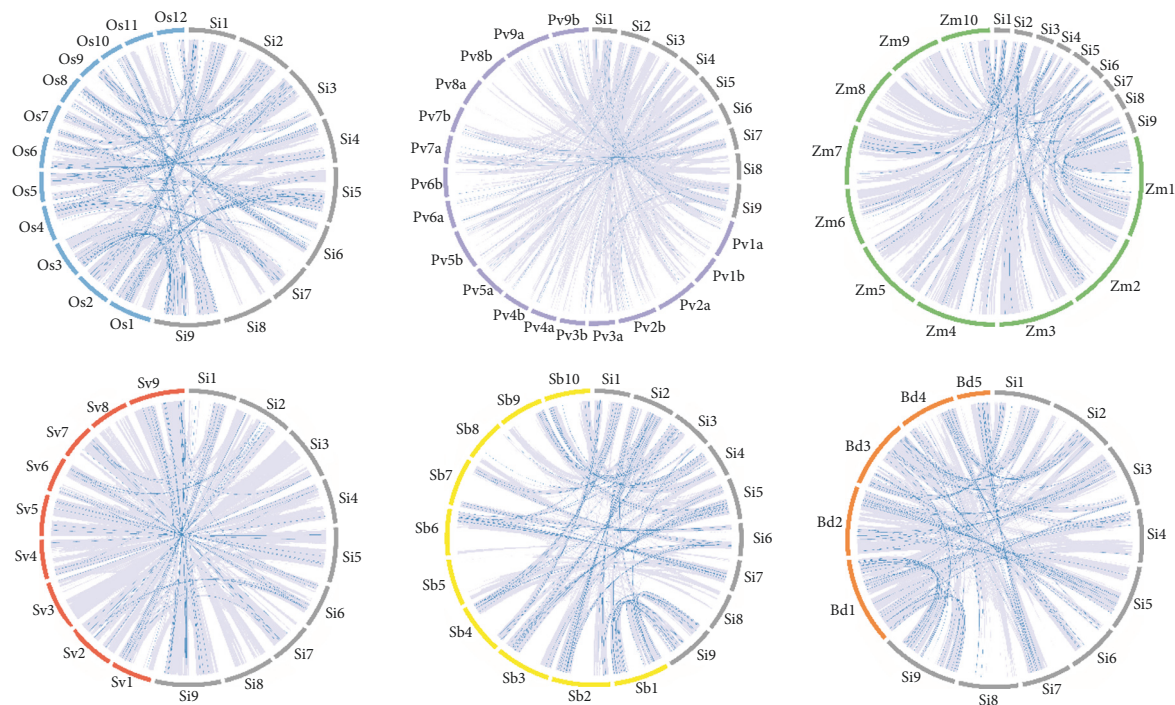 Os12
Si1
Si2
Si3
Si4
Si5
Si6
Si7
Si8
Si9
Os1
Os2
Os3
Os4
Os5
Os6
Os7
Os8
Os9
Os10
Os11
Pv9b
Si1
Si2
Si3
Si4
Si5
Si6
Si7
Si8
Si9
Pv1a
Pv1b
Pv2a
Pv2b
Pv3a
Pv3b
Pv4a
Pv4b
Pv5a
Pv5b
Pv6a
Pv6b
Pv7a
Pv7b
Pv8a
Pv8b
Pv9a
Zm10
Si1
Si2
Si3
Si4
Si5
Si6
Si7
Si8
Si9
Zm1
Zm2
Zm3
Zm4
Zm5
Zm6
Zm7
Zm8
Zm9
Sv9
Si1
Si2
Si3
Si4
Si5
Si6
Si7
Si8
Si9
Sv1
Sv2
Sv3
Sv4
Sv5
Sv6
Sv7
Sv8
Sb10
Si1
Si2
Si3
Si4
Si5
Si6
Si7
Si8
Si9
Sb1
Sb2
Sb3
Sb4
Sb5
Sb6
Sb7
Sb8
Sb9
Bd5
Si1
Si2
Si3
Si4
Si5
Si6
Si7
Si8
Si9
Bd1
Bd2
Bd3
Bd4